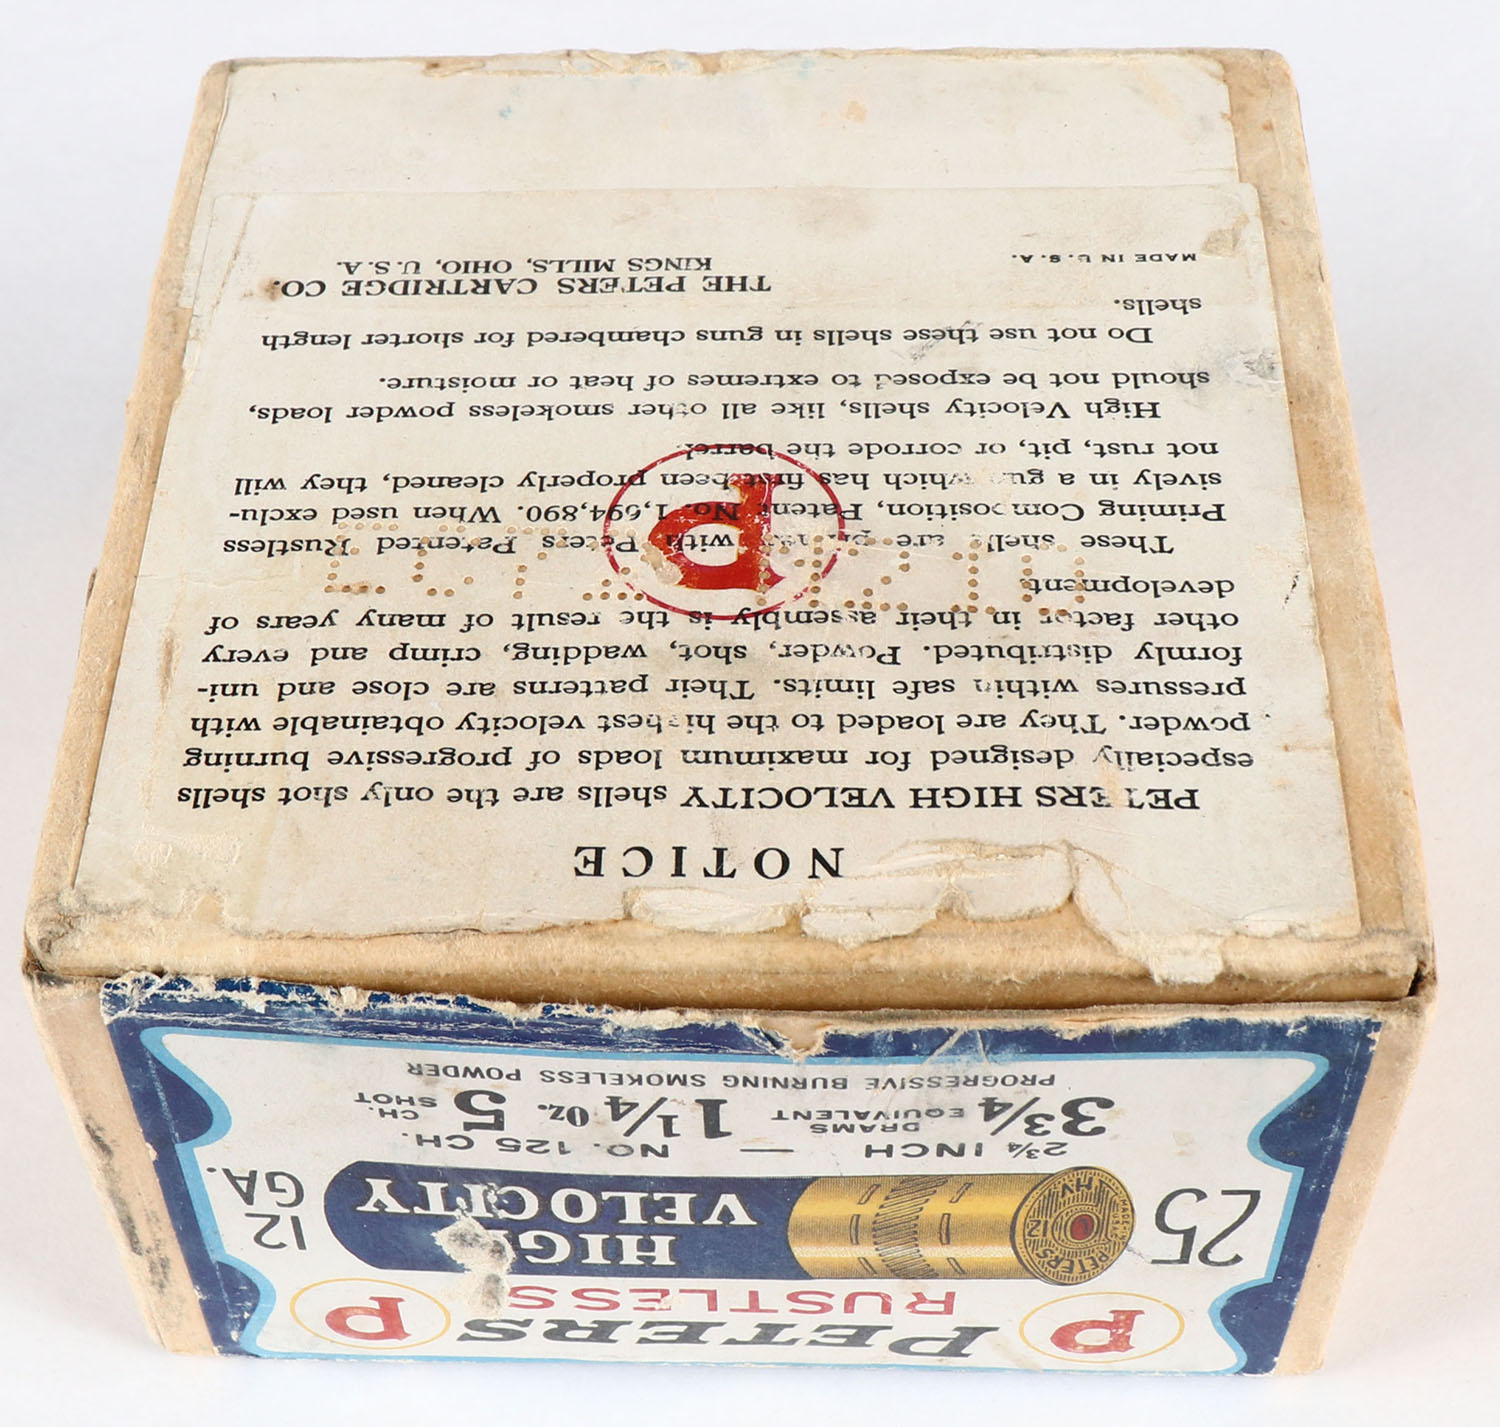 NOTICE
PETERS HIGH VELOCITY shells are the only shot shells
especially designed for maximum loads of progressive burning
powder. They are loaded to the highest velocity obtainable with
pressures within safe limits. Their patterns are close and uni-
formly distributed. Powder, shot, wadding, crimp and every
other factor in their assembly is the result of many years of
development.
These shells are primed with Peters Patented Rustless
Priming Composition, Patent No. 1,694,890. When used exclu-
sively in a gun which has first been properly cleaned, they will
not rust, pit, or corrode the barrel.
P
High Velocity shells, like all other smokeless powder loads,
should not be exposed to extremes of heat or moisture.
Do not use these shells in guns chambered for shorter length
shells.
THE PETERS CARTRIDGE CO.
KINGS MILLS, OHIO, U.S.A.
MADE IN U.S.A.
P PETERS P
RUSTLESS
25
HIGH
VELOCITY
12
GA.
PETERS
12
HV
MADE IN
U.S.A.
2¾ INCH — NO. 125 CH.
3¾ DRAMS EQUIVALENT 1 1/4 OZ. 5 CH. SHOT
PROGRESSIVE BURNING SMOKELESS POWDER